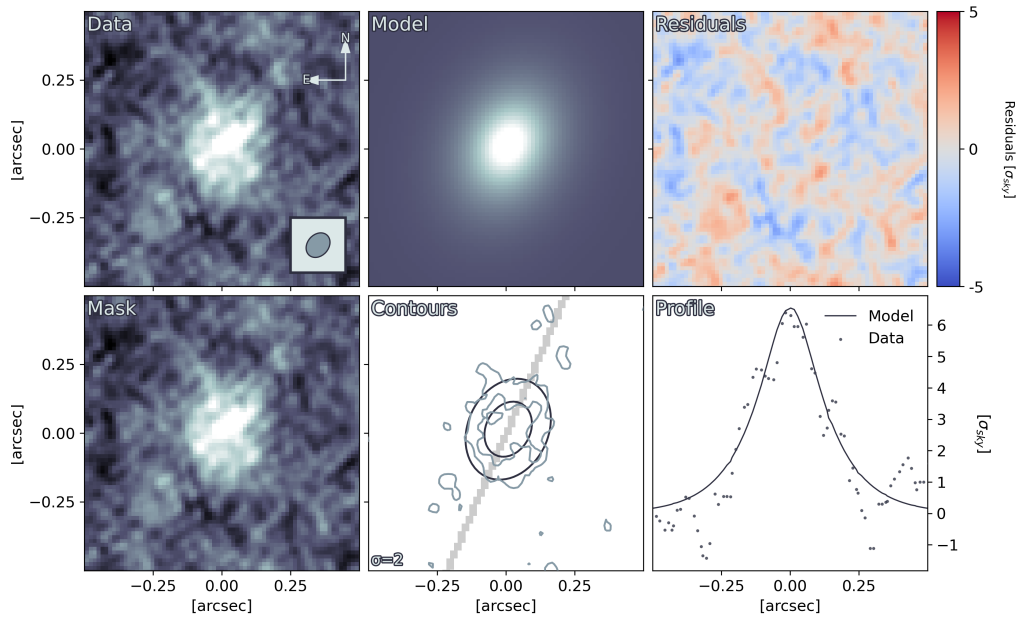 Data
Model
Residuals
N
E
0.25
0.00
−0.25
[arcsec]
5
0
-5
Residuals [σsky]
Mask
Contours
Profile
Model
Data
σ=2
0.25
0.00
−0.25
[arcsec]
6
5
4
3
2
1
0
−1
[σsky]
−0.25 0.00 0.25
−0.25 0.00 0.25
−0.25 0.00 0.25
[arcsec]
[arcsec]
[arcsec]